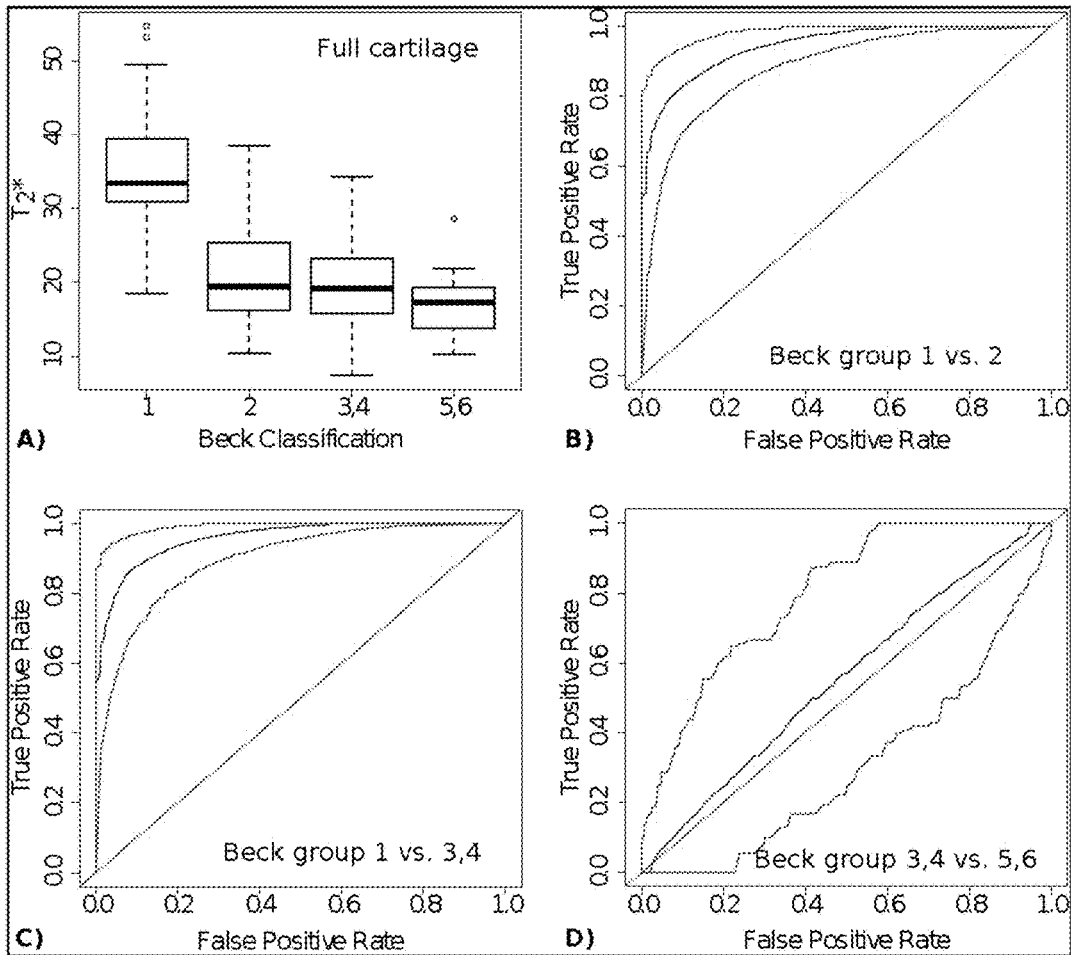 Full cartilage
T2*
50
40
30
20
10
1 2 3,4 5,6
A) Beck Classification
True Positive Rate
1.0
0.8
0.6
0.4
0.2
0.0
Beck group 1 vs. 2
0.0 0.2 0.4 0.6 0.8 1.0
B) False Positive Rate
True Positive Rate
1.0
0.8
0.6
0.4
0.2
0.0
Beck group 1 vs. 3,4
0.0 0.2 0.4 0.6 0.8 1.0
C) False Positive Rate
True Positive Rate
1.0
0.8
0.6
0.4
0.2
0.0
Beck group 3,4 vs. 5,6
0.0 0.2 0.4 0.6 0.8 1.0
D) False Positive Rate